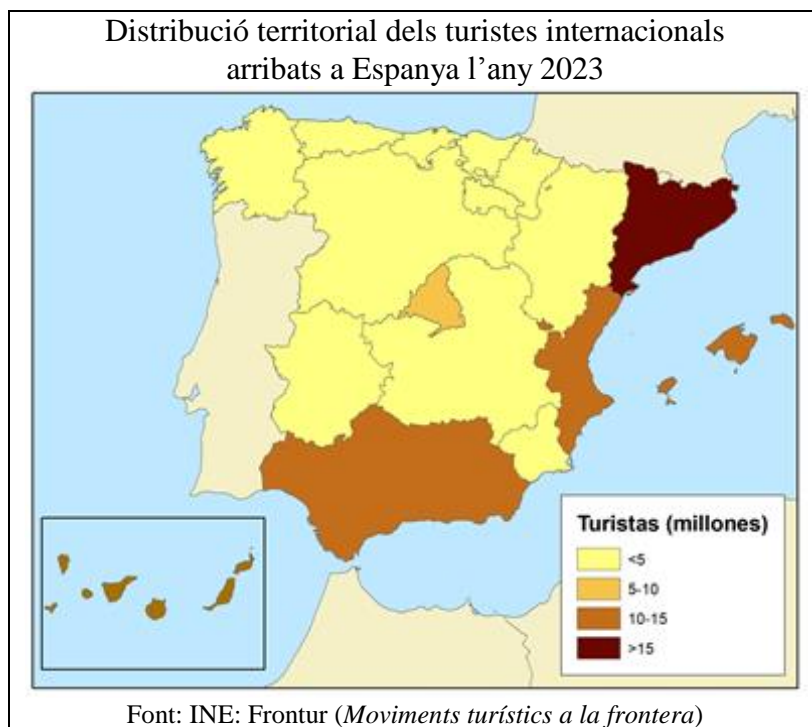 Distribució territorial dels turistes internacionals
arribats a Espanya l’any 2023
Turistas (millones)
<5
5-10
10-15
>15
Font: INE: Frontur (Moviments turístics a la frontera)